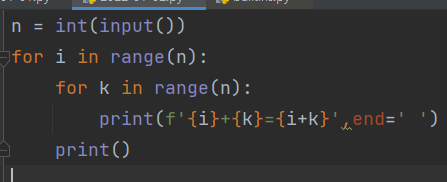 n = int(input())
for i in range(n):
    for k in range(n):
        print(f'{i}+{k}={i+k}',end=' ')
    print()